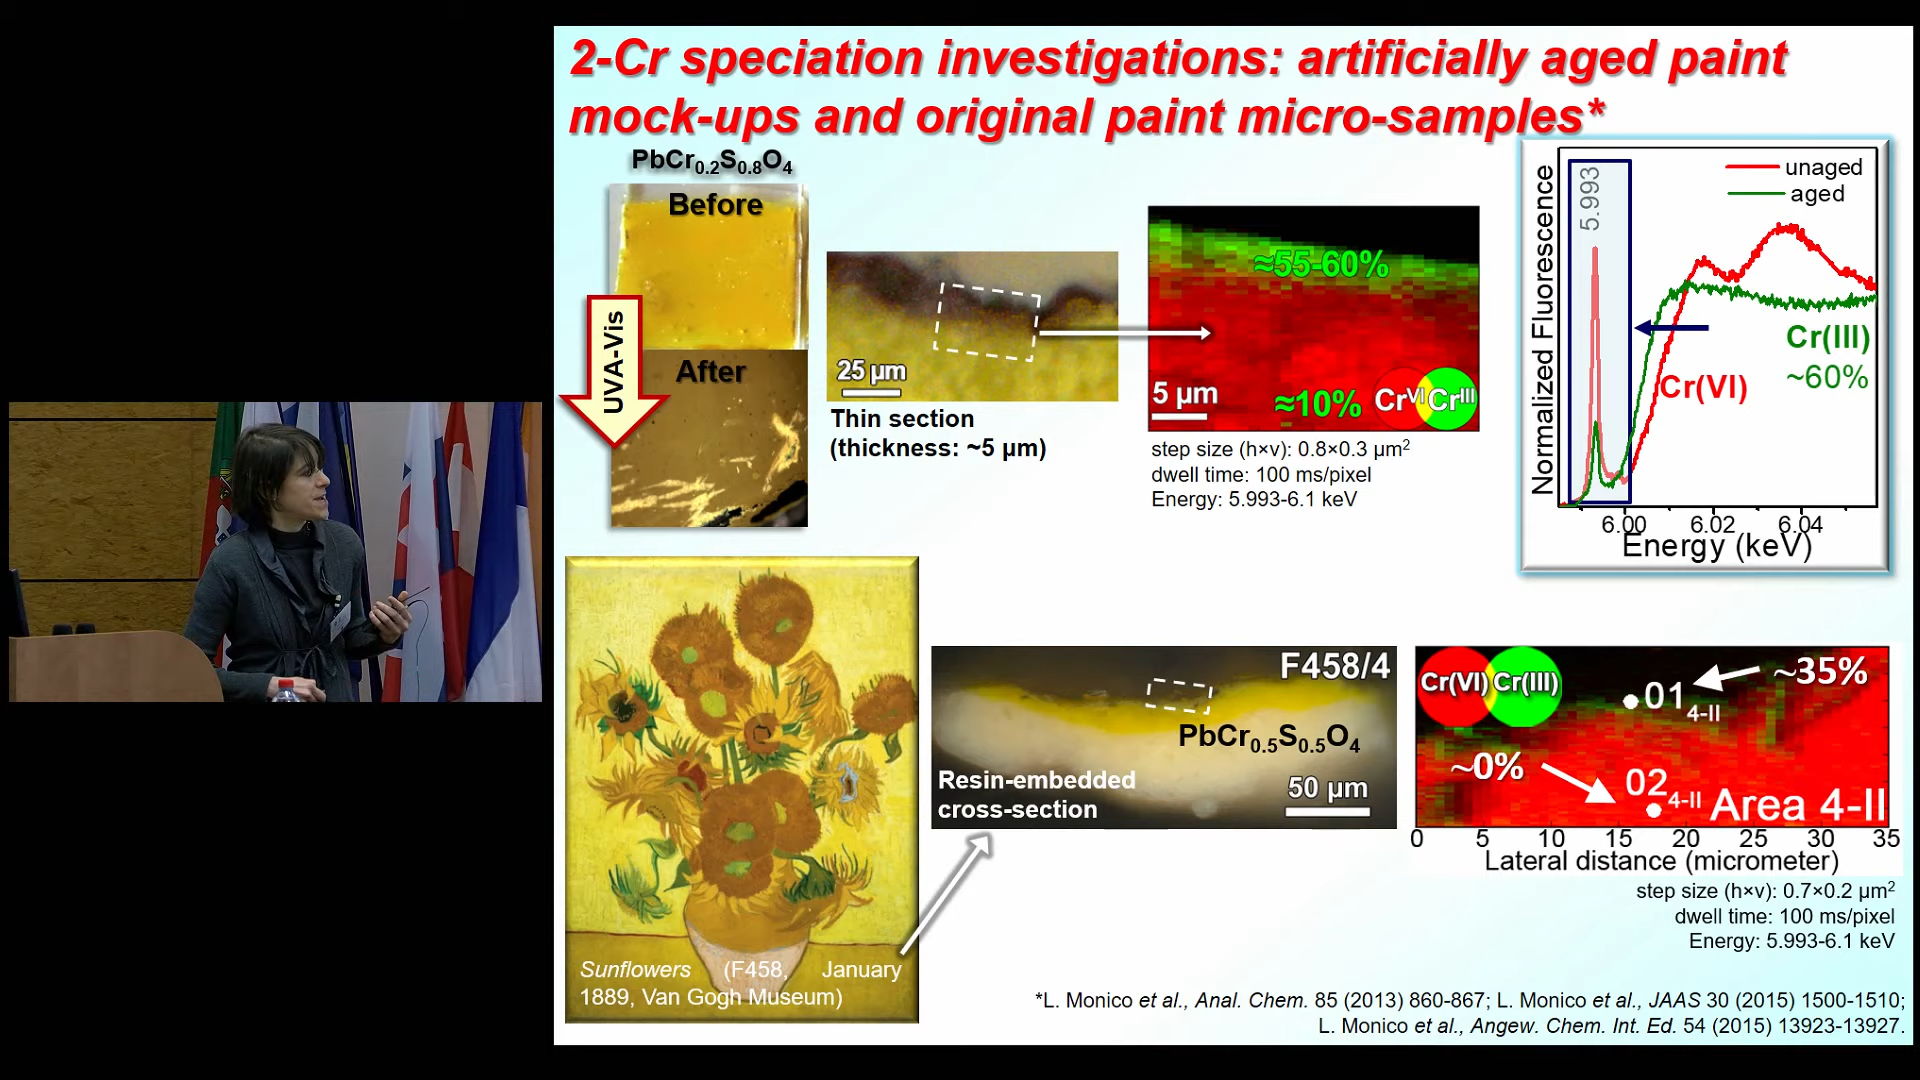 2-Cr speciation investigations: artificially aged paint
mock-ups and original paint micro-samples*
PbCr0.2S0.8O4
Before
UVA-Vis
After
25 µm
Thin section
(thickness: ~5 µm)
≈55-60%
5 µm
≈10%
CrVI CrIII
step size (h×v): 0.8×0.3 µm²
dwell time: 100 ms/pixel
Energy: 5.993-6.1 keV
Normalized Fluorescence
5.993
unaged
aged
Cr(III)
~60%
Cr(VI)
6.00 6.02 6.04
Energy (keV)
Sunflowers (F458, January
1889, Van Gogh Museum)
F458/4
PbCr0.5S0.5O4
Resin-embedded
cross-section
50 µm
Cr(VI) Cr(III)
01 4-II
~35%
~0%
02 4-II
Area 4-II
0 5 10 15 20 25 30 35
Lateral distance (micrometer)
step size (h×v): 0.7×0.2 µm²
dwell time: 100 ms/pixel
Energy: 5.993-6.1 keV
*L. Monico et al., Anal. Chem. 85 (2013) 860-867; L. Monico et al., JAAS 30 (2015) 1500-1510;
L. Monico et al., Angew. Chem. Int. Ed. 54 (2015) 13923-13927.